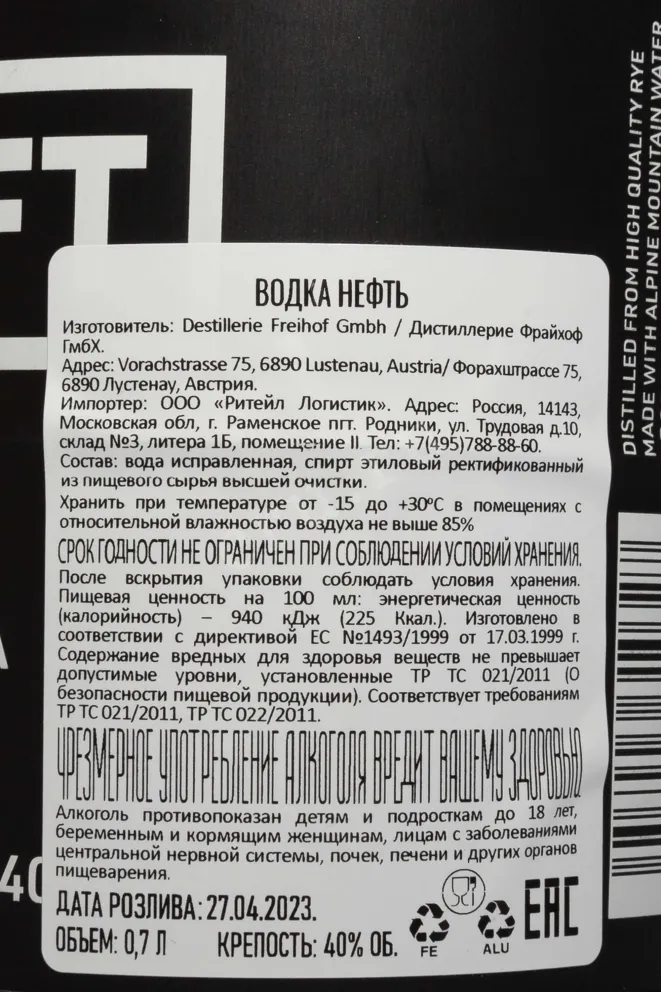 FT
ВОДКА НЕФТЬ
Изготовитель: Destillerie Freihof Gmbh / Дистиллерие Фрайхоф
ГмбХ.
Адрес: Vorachstrasse 75, 6890 Lustenau, Austria/ Форахштрассе 75,
6890 Лустенау, Австрия.
Импортер: ООО «Ритейл Логистик». Адрес: Россия, 14143,
Московская обл, г. Раменское пгт. Родники, ул. Трудовая д.10,
склад №3, литера 1Б, помещение II. Тел: +7(495)788-88-60.
Состав: вода исправленная, спирт этиловый ректификованный
из пищевого сырья высшей очистки.
Хранить при температуре от -15 до +30ºС в помещениях с
относительной влажностью воздуха не выше 85%
СРОК ГОДНОСТИ НЕ ОГРАНИЧЕН ПРИ СОБЛЮДЕНИИ УСЛОВИЙ ХРАНЕНИЯ.
После вскрытия упаковки соблюдать условия хранения.
Пищевая ценность на 100 мл: энергетическая ценность
(калорийность) – 940 кДж (225 Ккал.). Изготовлено в
соответствии с директивой ЕС №1493/1999 от 17.03.1999 г.
Содержание вредных для здоровья веществ не превышает
допустимые уровни, установленные ТР ТС 021/2011 (О
безопасности пищевой продукции). Соответствует требованиям
ТР ТС 021/2011, ТР ТС 022/2011.
ЧРЕЗМЕРНОЕ УПОТРЕБЛЕНИЕ АЛКОГОЛЯ ВРЕДИТ ВАШЕМУ ЗДОРОВЬЮ
Алкоголь противопоказан детям и подросткам до 18 лет,
беременным и кормящим женщинам, лицам с заболеваниями
центральной нервной системы, почек, печени и других органов
пищеварения.
ДАТА РОЗЛИВА: 27.04.2023.
ОБЪЕМ: 0,7 Л КРЕПОСТЬ: 40% ОБ.
FE
ALU
EAC
40
DISTILLED FROM HIGH QUALITY RYE
MADE WITH ALPINE MOUNTAIN WATER